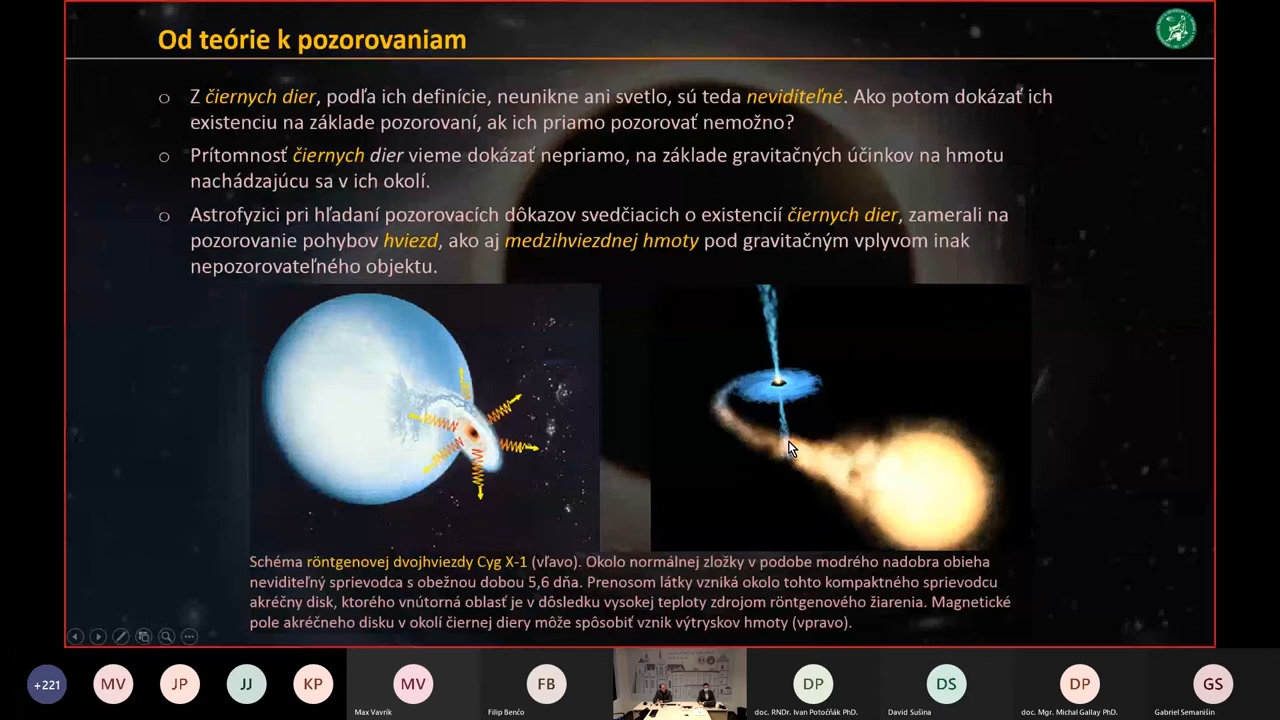 Od teórie k pozorovaniam
o Z čiernych dier, podľa ich definície, neunikne ani svetlo, sú teda neviditeľné. Ako potom dokázať ich
existenciu na základe pozorovaní, ak ich priamo pozorovať nemožno?
o Prítomnosť čiernych dier vieme dokázať nepriamo, na základe gravitačných účinkov na hmotu
nachádzajúcu sa v ich okolí.
o Astrofyzici pri hľadaní pozorovacích dôkazov svedčiacich o existencií čiernych dier, zamerali na
pozorovanie pohybov hviezd, ako aj medzihviezdnej hmoty pod gravitačným vplyvom inak
nepozorovateľného objektu.
Schéma röntgenovej dvojhviezdy Cyg X-1 (vľavo). Okolo normálnej zložky v podobe modrého nadobra obieha
neviditeľný sprievodca s obežnou dobou 5,6 dňa. Prenosom látky vzniká okolo tohto kompaktného sprievodcu
akréčny disk, ktorého vnútorná oblasť je v dôsledku vysokej teploty zdrojom röntgenového žiarenia. Magnetické
pole akréčneho disku v okolí čiernej diery môže spôsobiť vznik výtryskov hmoty (vpravo).
+221 MV JP JJ KP MV FB DP DS DP GS
Max Vavrik Filip Benčo doc. RNDr. Ivan Potočňák PhD. David Sušina doc. Mgr. Michal Gallay PhD. Gabriel Semanišin